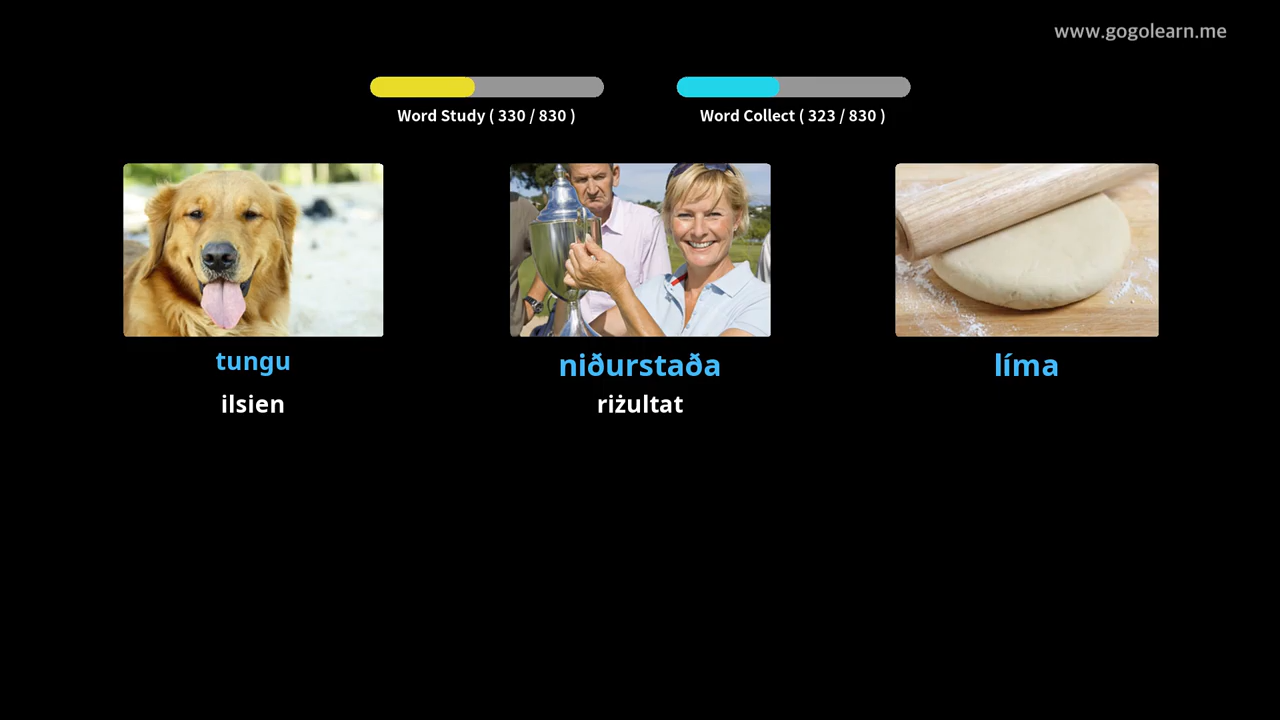 www.gogolearn.me
Word Study ( 330 / 830 )
Word Collect ( 323 / 830 )
tungu
niðurstaða
líma
ilsien
riżultat